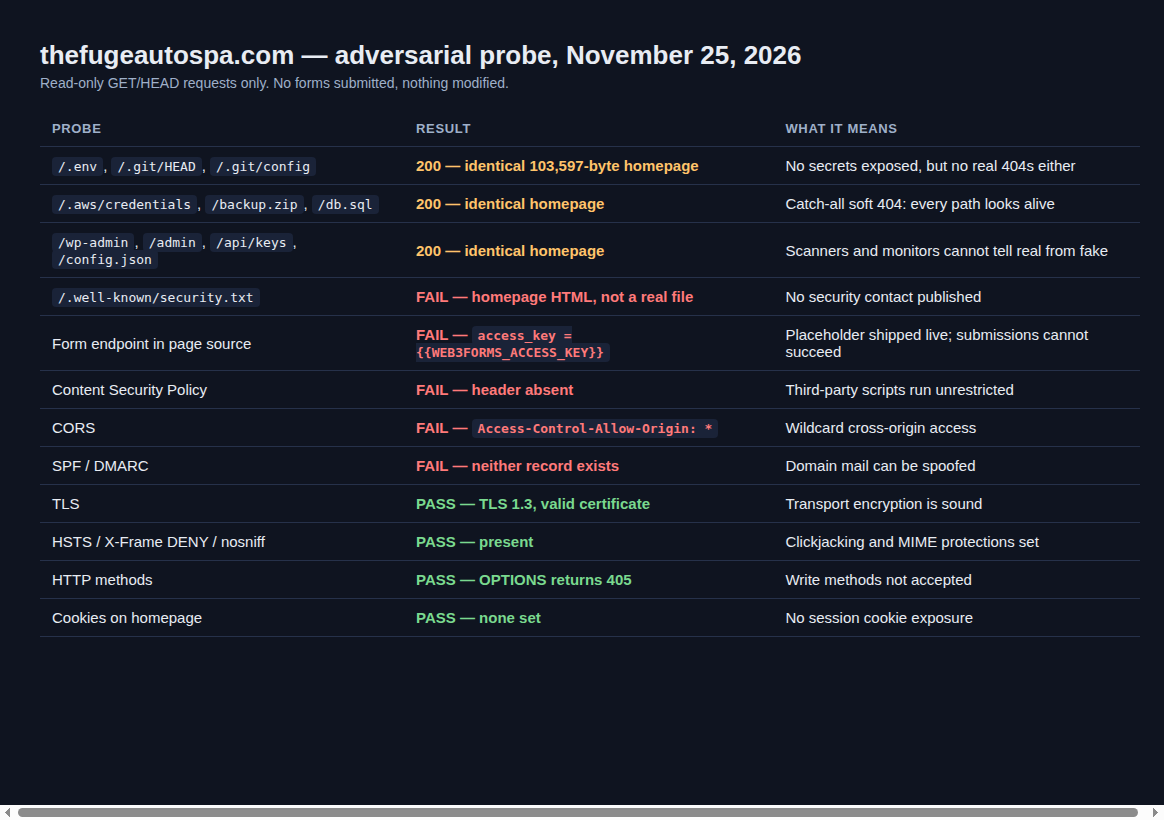 thefugeautospa.com — adversarial probe, November 25, 2026
Read-only GET/HEAD requests only. No forms submitted, nothing modified.
PROBE RESULT WHAT IT MEANS
/.env, /.git/HEAD, /.git/config 200 — identical 103,597-byte homepage No secrets exposed, but no real 404s either
/.aws/credentials, /backup.zip, /db.sql 200 — identical homepage Catch-all soft 404: every path looks alive
/wp-admin, /admin, /api/keys,
/config.json 200 — identical homepage Scanners and monitors cannot tell real from fake
/.well-known/security.txt FAIL — homepage HTML, not a real file No security contact published
Form endpoint in page source FAIL — access_key =
{{WEB3FORMS_ACCESS_KEY}} Placeholder shipped live; submissions cannot
succeed
Content Security Policy FAIL — header absent Third-party scripts run unrestricted
CORS FAIL — Access-Control-Allow-Origin: * Wildcard cross-origin access
SPF / DMARC FAIL — neither record exists Domain mail can be spoofed
TLS PASS — TLS 1.3, valid certificate Transport encryption is sound
HSTS / X-Frame DENY / nosniff PASS — present Clickjacking and MIME protections set
HTTP methods PASS — OPTIONS returns 405 Write methods not accepted
Cookies on homepage PASS — none set No session cookie exposure